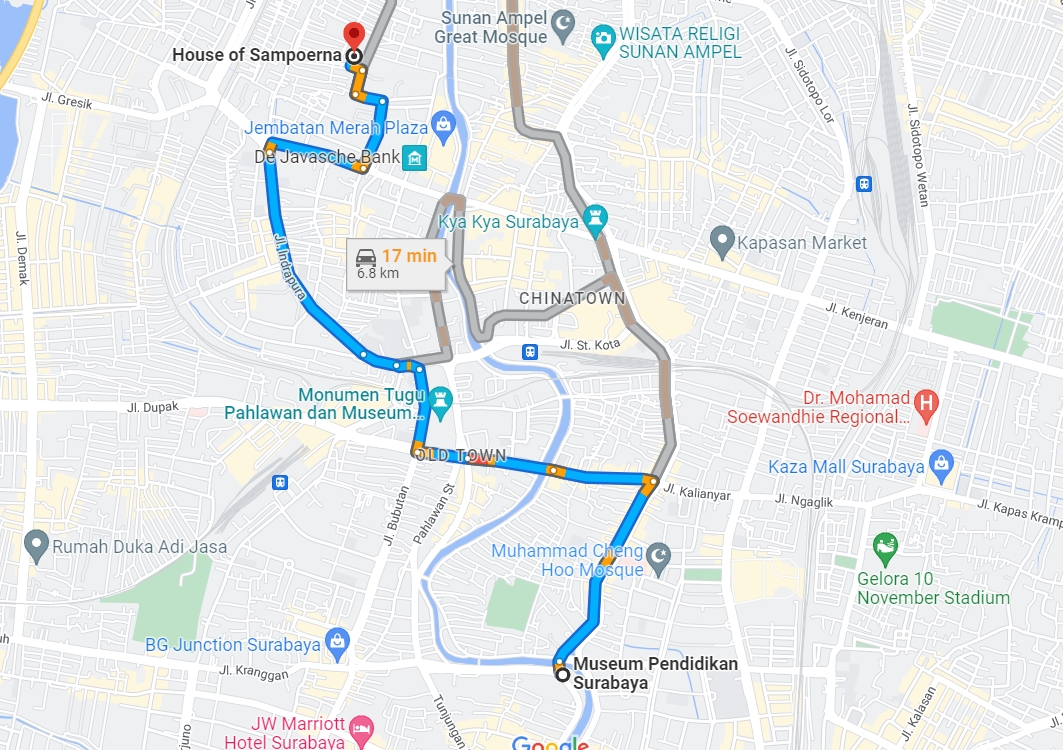 Sunan Ampel
Great Mosque
WISATA RELIGI
SUNAN AMPEL
House of Sampoerna
Jl. Sidotopo Lor
Jl. Gresik
Jl. Sidotopo Wetan
Jembatan Merah Plaza
De Javasche Bank
Kya Kya Surabaya
Kapasan Market
Jl. Demak
Jl. Indrapura
17 min
6.8 km
CHINATOWN
Jl. Kenjeran
Jl. St. Kota
Monumen Tugu
Pahlawan dan Museum...
Jl. Dupak
Dr. Mohamad
Soewandhie Regional...
OLD TOWN
Kaza Mall Surabaya
Jl. Kalianyar
Jl. Ngaglik
Jl. Kapas Kramp
Jl. Bubutan
Pahlawan St
Rumah Duka Adi Jasa
Muhammad Cheng
Hoo Mosque
Gelora 10
November Stadium
BG Junction Surabaya
uh
Jl. Kranggan
Museum Pendidikan
Surabaya
Tunjungan
Jl. Kalasan
JW Marriott
Hotel Surabaya
juno
Google